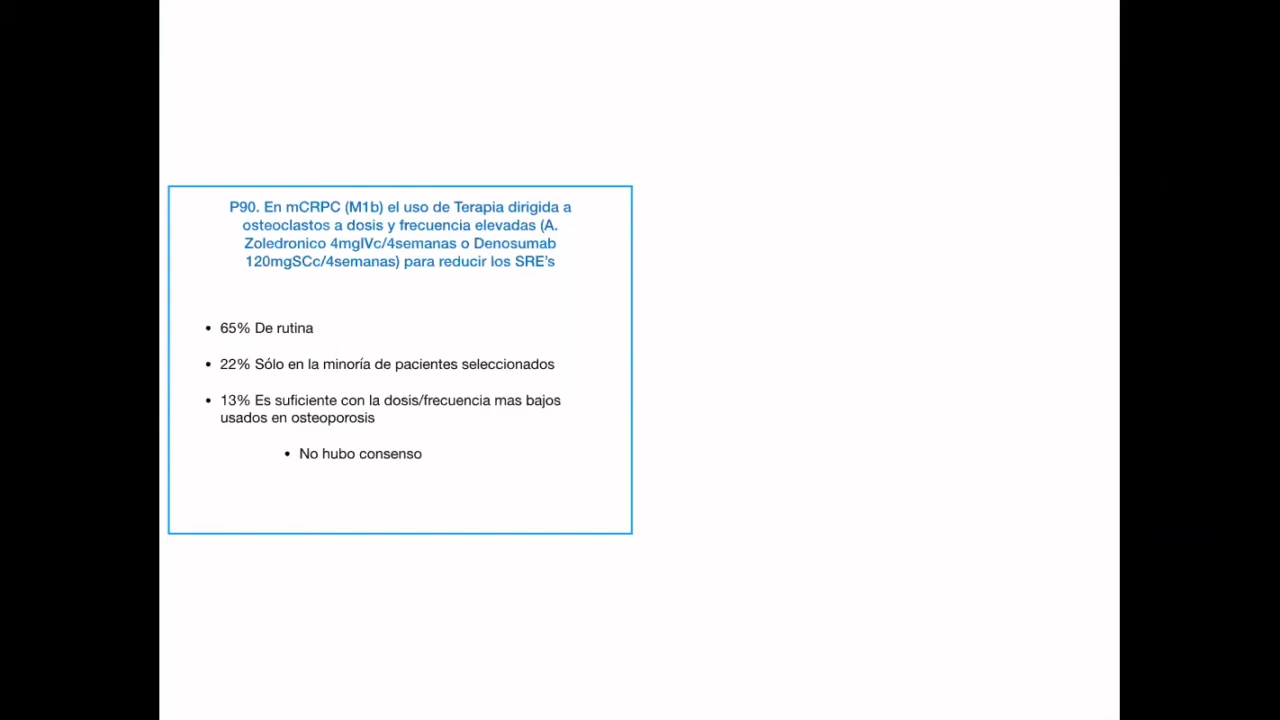 P90. En mCRPC (M1b) el uso de Terapia dirigida a
osteoclastos a dosis y frecuencia elevadas (A.
Zoledronico 4mgIVc/4semanas o Denosumab
120mgSCc/4semanas) para reducir los SRE's
• 65% De rutina
• 22% Sólo en la minoría de pacientes seleccionados
• 13% Es suficiente con la dosis/frecuencia mas bajos
usados en osteoporosis
• No hubo consenso